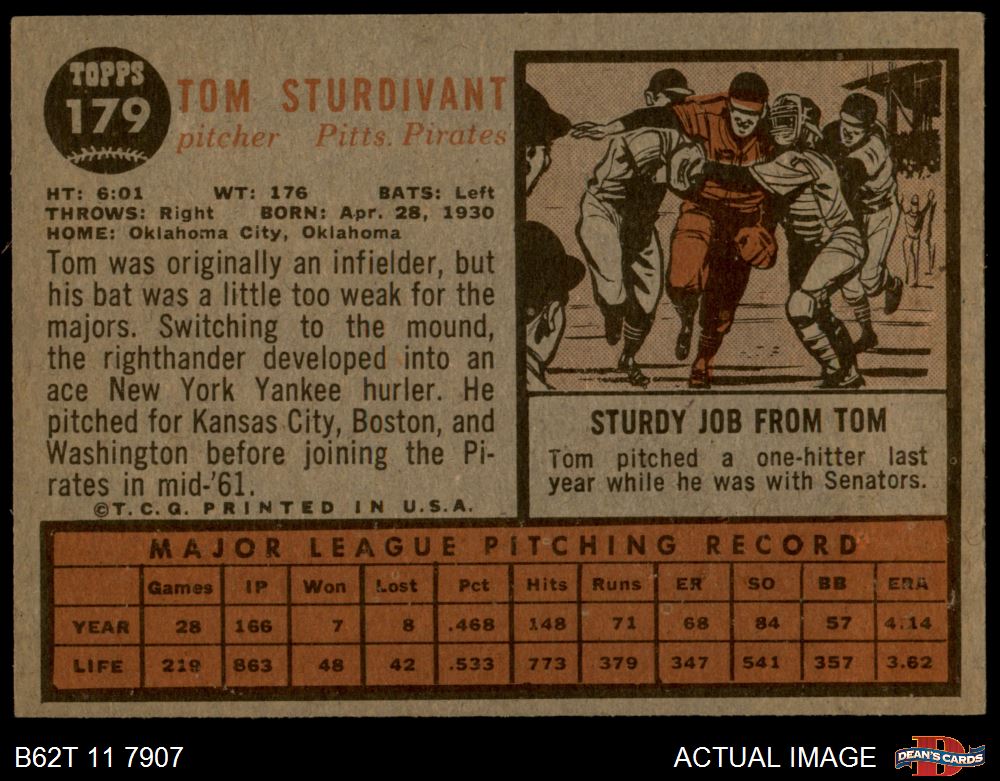 TOPPS
179
TOM STURDIVANT
pitcher Pitts. Pirates
HT: 6:01 WT: 176 BATS: Left
THROWS: Right BORN: Apr. 28, 1930
HOME: Oklahoma City, Oklahoma
Tom was originally an infielder, but
his bat was a little too weak for the
majors. Switching to the mound,
the righthander developed into an
ace New York Yankee hurler. He
pitched for Kansas City, Boston, and
Washington before joining the Pi-
rates in mid-'61.
©T.C.G. PRINTED IN U.S.A.
STURDY JOB FROM TOM
Tom pitched a one-hitter last
year while he was with Senators.
MAJOR LEAGUE PITCHING RECORD
Games IP Won Lost Pct Hits Runs ER SO BB ERA
YEAR 28 166 7 8 .468 148 71 68 84 57 4.14
LIFE 219 863 48 42 .533 773 379 347 541 357 3.62
B62T 11 7907
ACTUAL IMAGE
D
DEAN'S CARDS